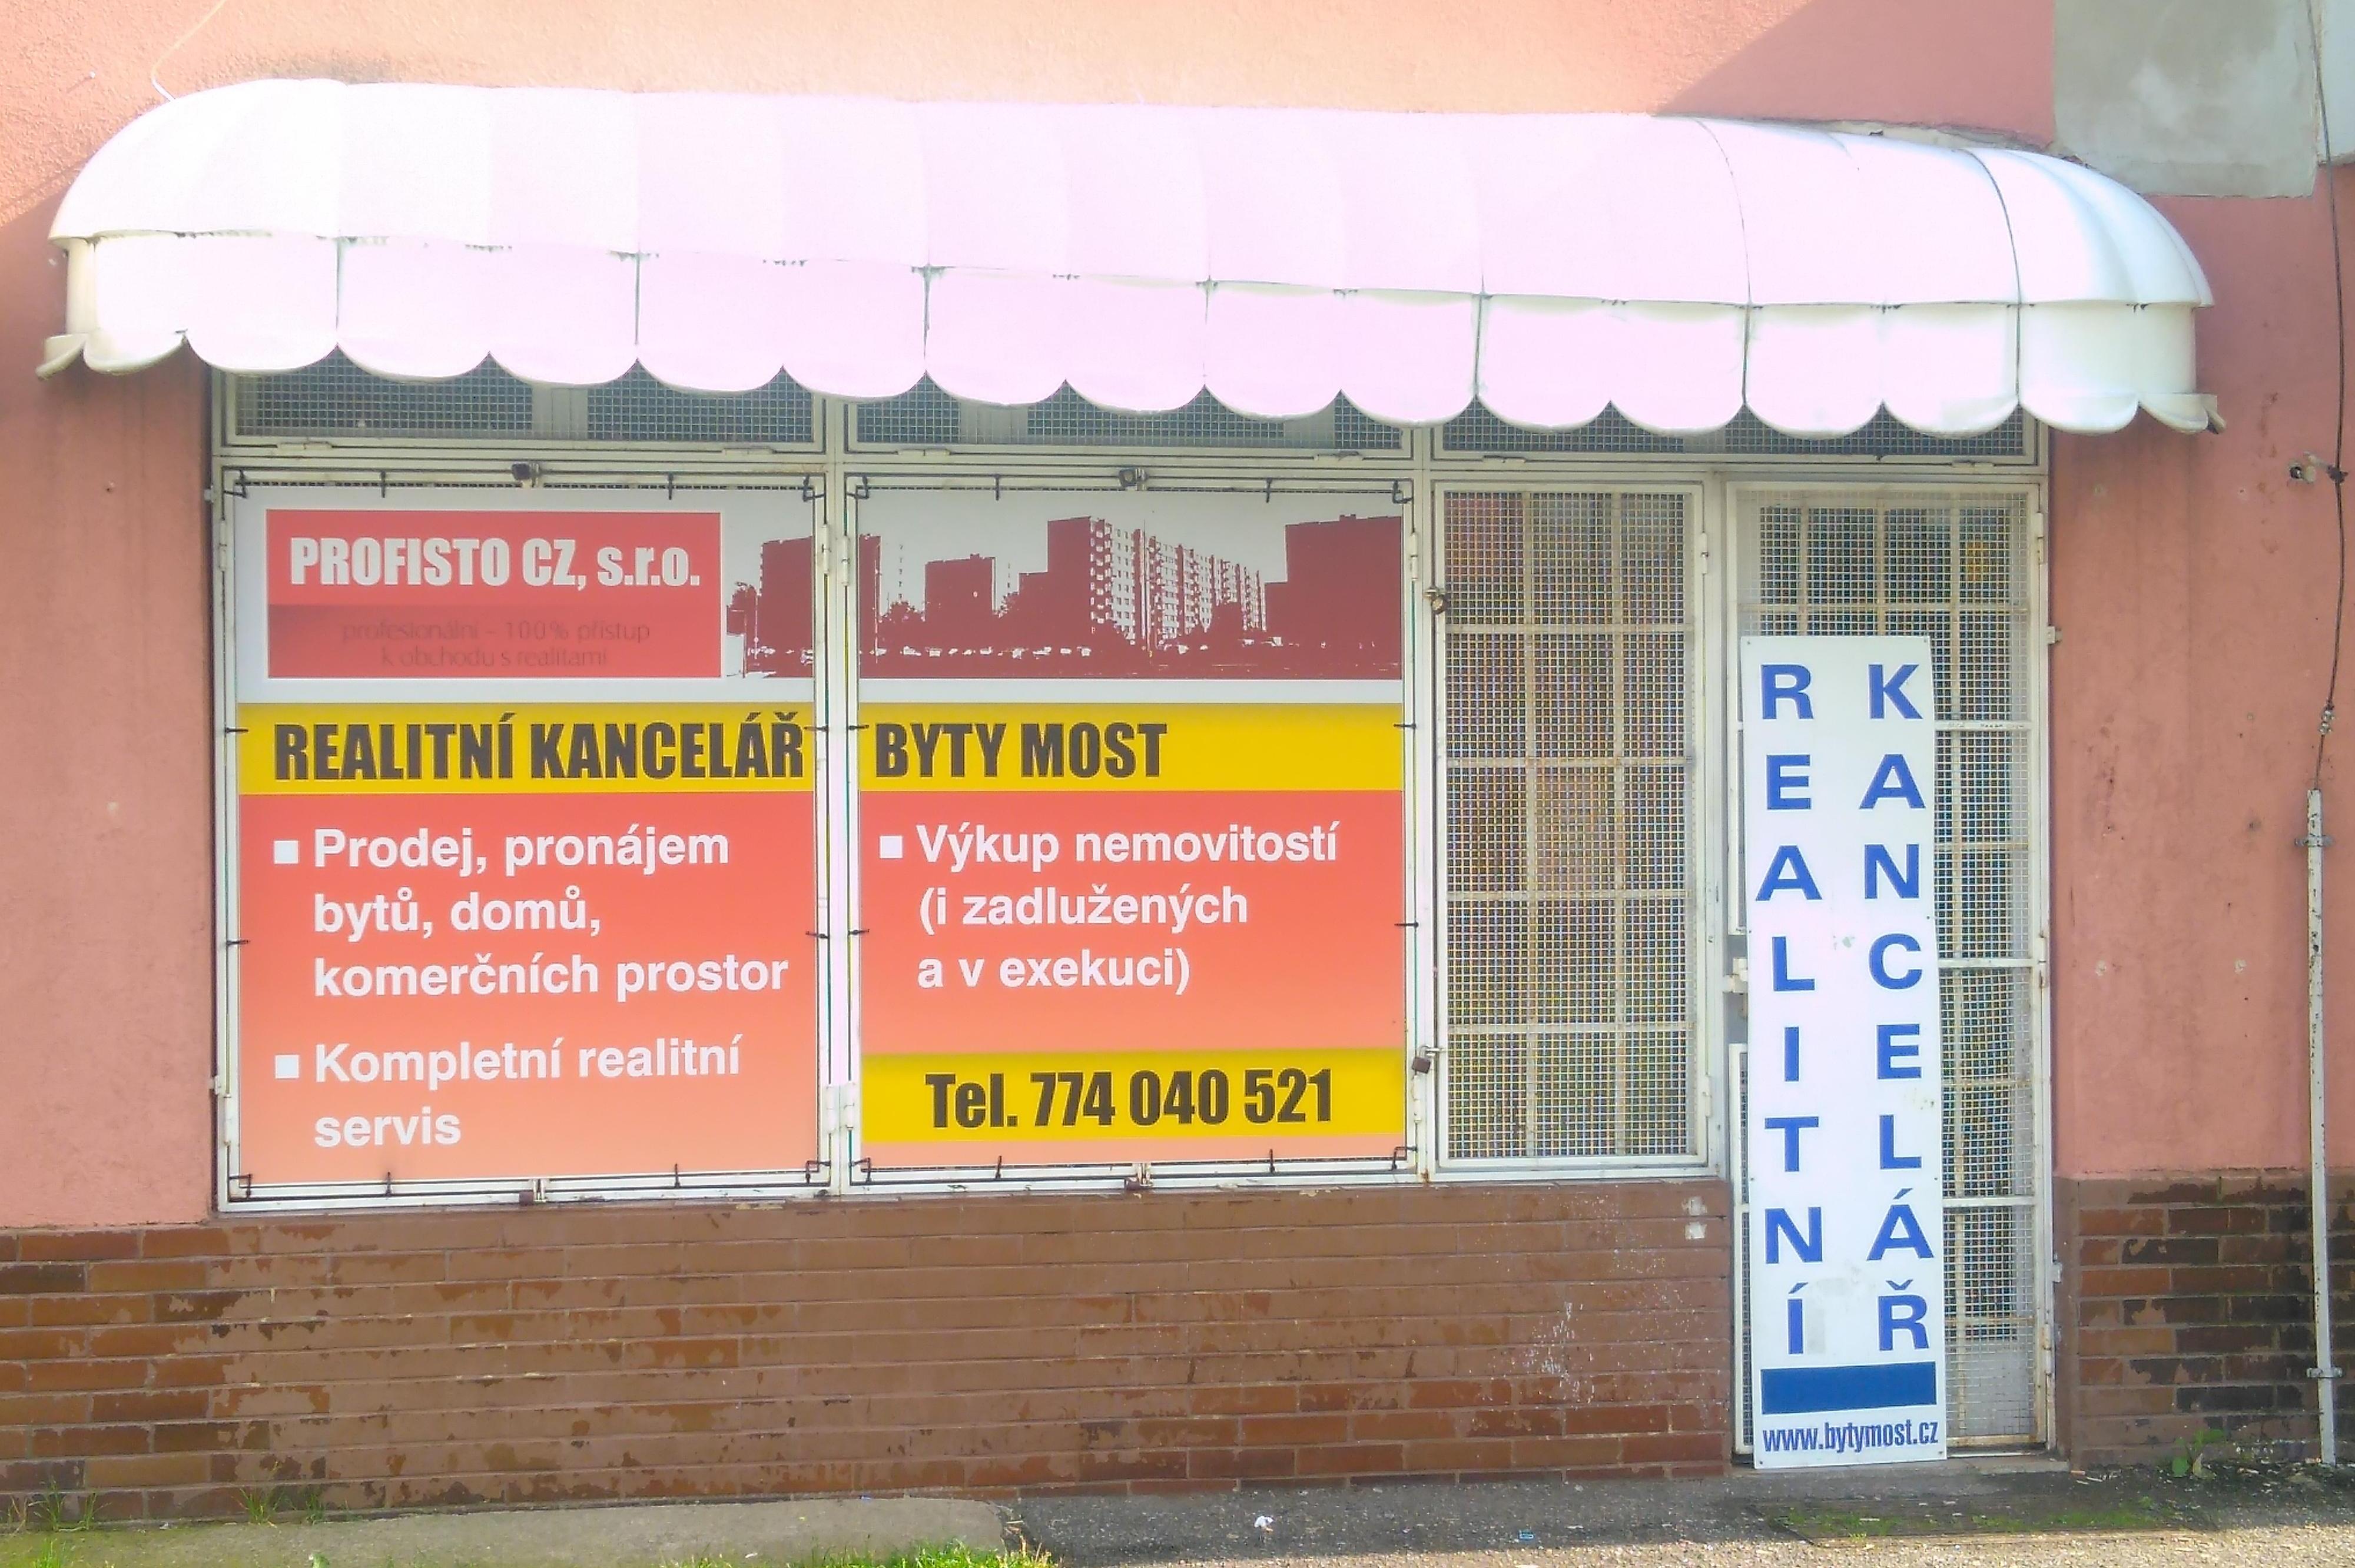 PROFISTO CZ, s.r.o.
profesionální - 100% přístup
k obchodu s realitami
REALITNÍ KANCELÁŘ BYTY MOST
▪ Prodej, pronájem
bytů, domů,
komerčních prostor
▪ Kompletní realitní
servis
▪ Výkup nemovitostí
(i zadlužených
a v exekuci)
Tel. 774 040 521
REALITNÍ
KANCELÁŘ
www.bytymost.cz